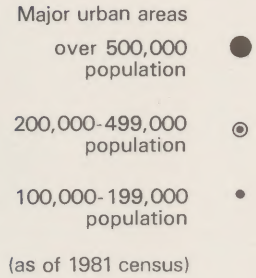 Major urban areas
over 500,000
population
200,000-499,000
population
100,000-199,000
population
(as of 1981 census)